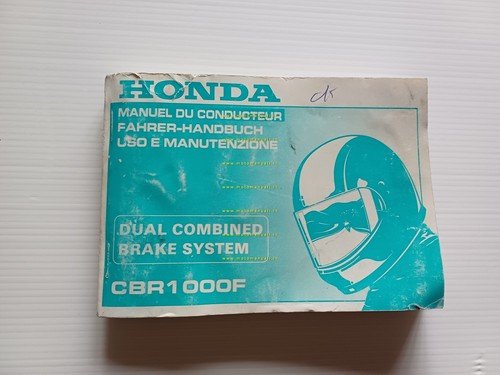 HONDA
MANUEL DU CONDUCTEUR
FAHRER-HANDBUCH
USO E MANUTENZIONE
DUAL COMBINED
BRAKE SYSTEM
CBR1000F